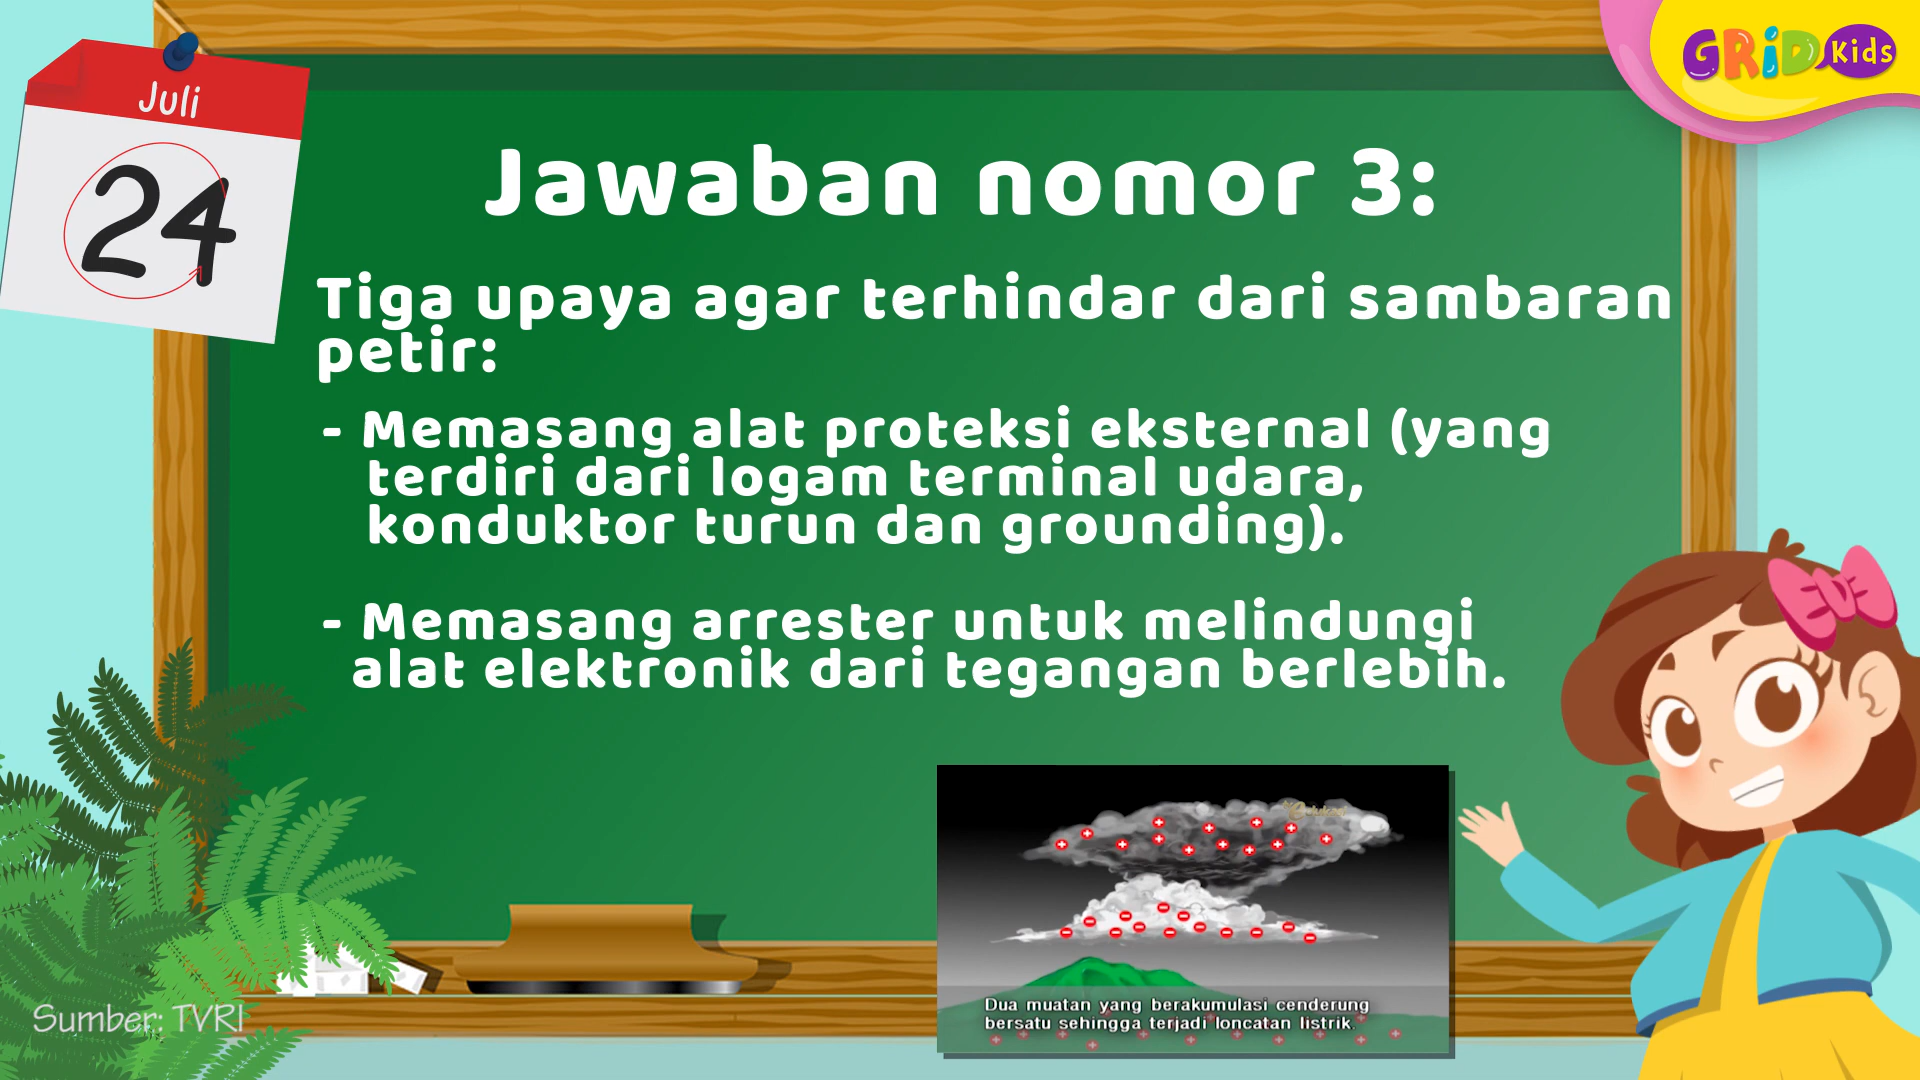 Juli
24
GRiD Kids
Jawaban nomor 3:
Tiga upaya agar terhindar dari sambaran
petir:
- Memasang alat proteksi eksternal (yang
terdiri dari logam terminal udara,
konduktor turun dan grounding).
- Memasang arrester untuk melindungi
alat elektronik dari tegangan berlebih.
Dua muatan yang berakumulasi cenderung
bersatu sehingga terjadi loncatan listrik.
Sumber: TVRI